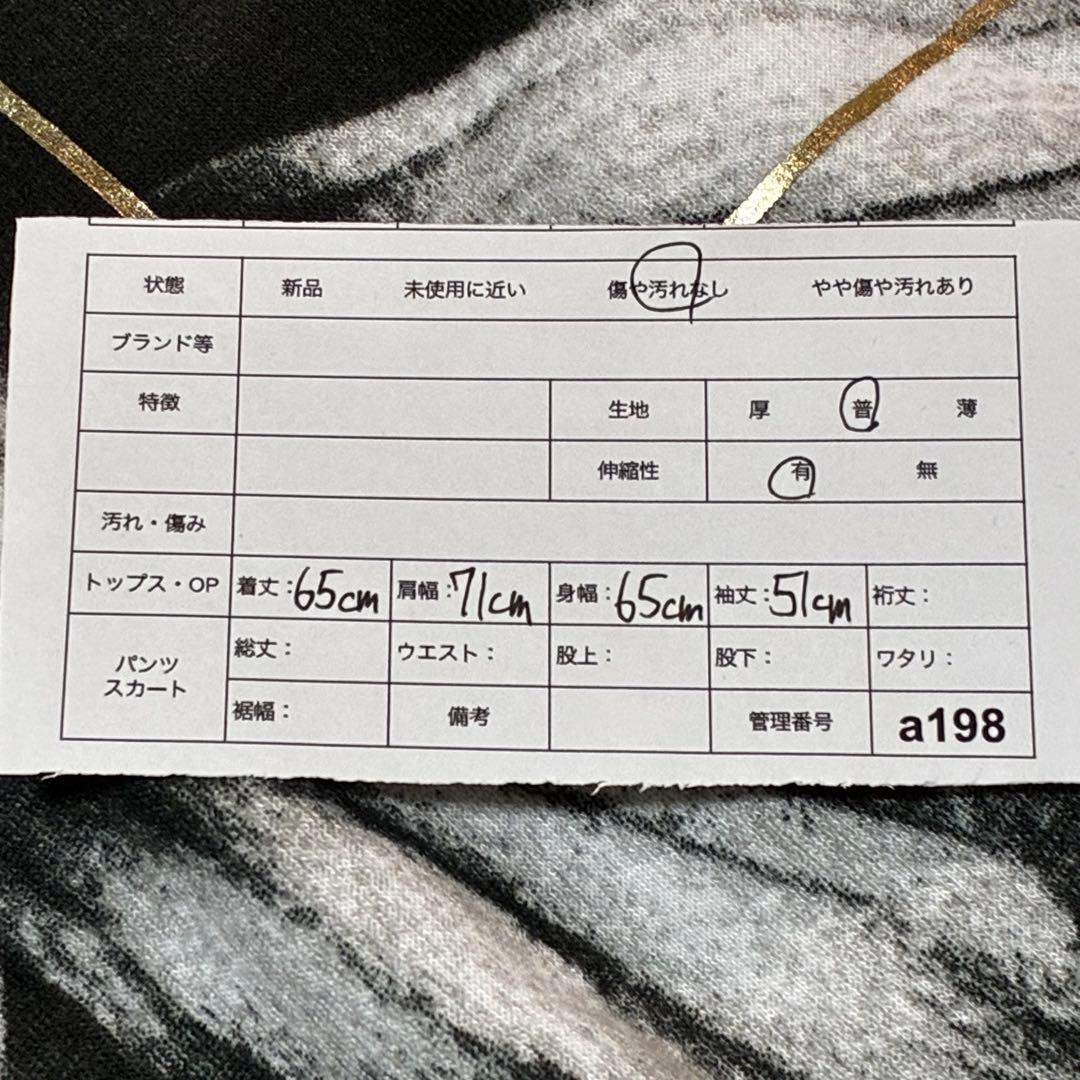 状態 新品 未使用に近い 傷や汚れなし やや傷や汚れあり
ブランド等
特徴 生地 厚 普 薄
伸縮性 有 無
汚れ・傷み
トップス・OP 着丈：65cm 肩幅：71cm 身幅：65cm 袖丈：51cm 裄丈：
パンツ
スカート
総丈： ウエスト： 股上： 股下： ワタリ：
裾幅： 備考 管理番号 a198